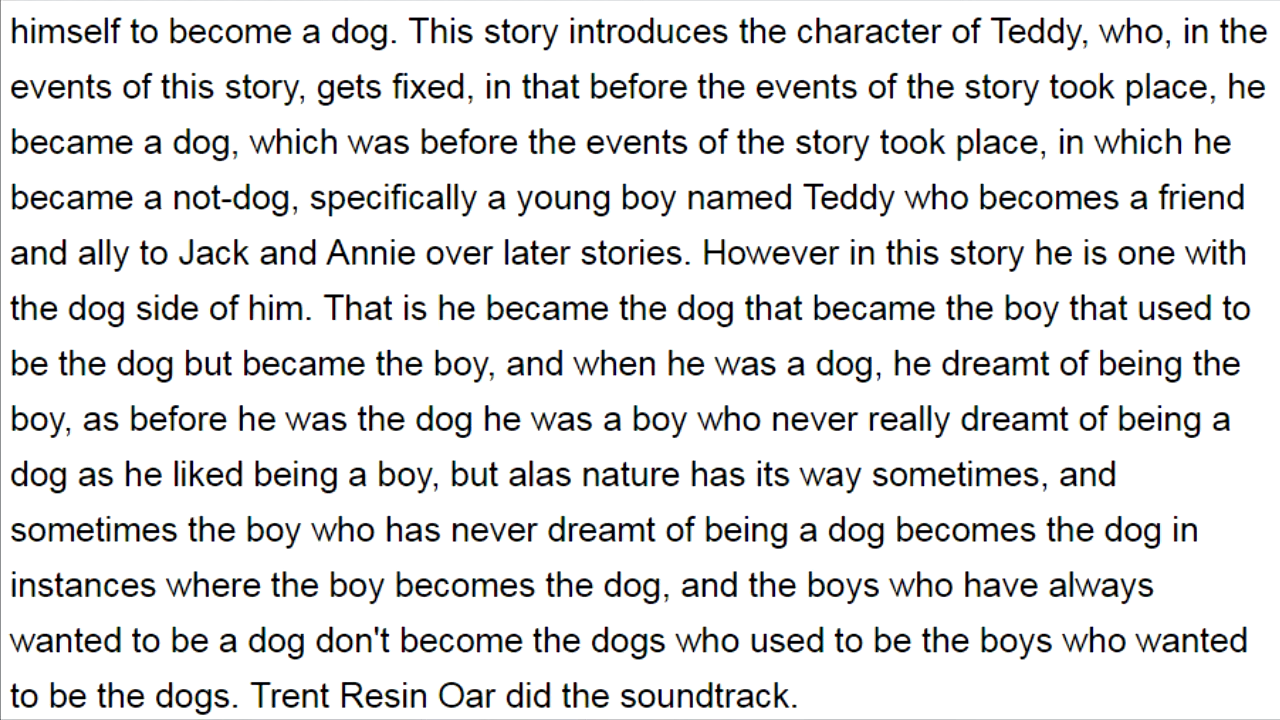 himself to become a dog. This story introduces the character of Teddy, who, in the
events of this story, gets fixed, in that before the events of the story took place, he
became a dog, which was before the events of the story took place, in which he
became a not-dog, specifically a young boy named Teddy who becomes a friend
and ally to Jack and Annie over later stories. However in this story he is one with
the dog side of him. That is he became the dog that became the boy that used to
be the dog but became the boy, and when he was a dog, he dreamt of being the
boy, as before he was the dog he was a boy who never really dreamt of being a
dog as he liked being a boy, but alas nature has its way sometimes, and
sometimes the boy who has never dreamt of being a dog becomes the dog in
instances where the boy becomes the dog, and the boys who have always
wanted to be a dog don't become the dogs who used to be the boys who wanted
to be the dogs. Trent Resin Oar did the soundtrack.